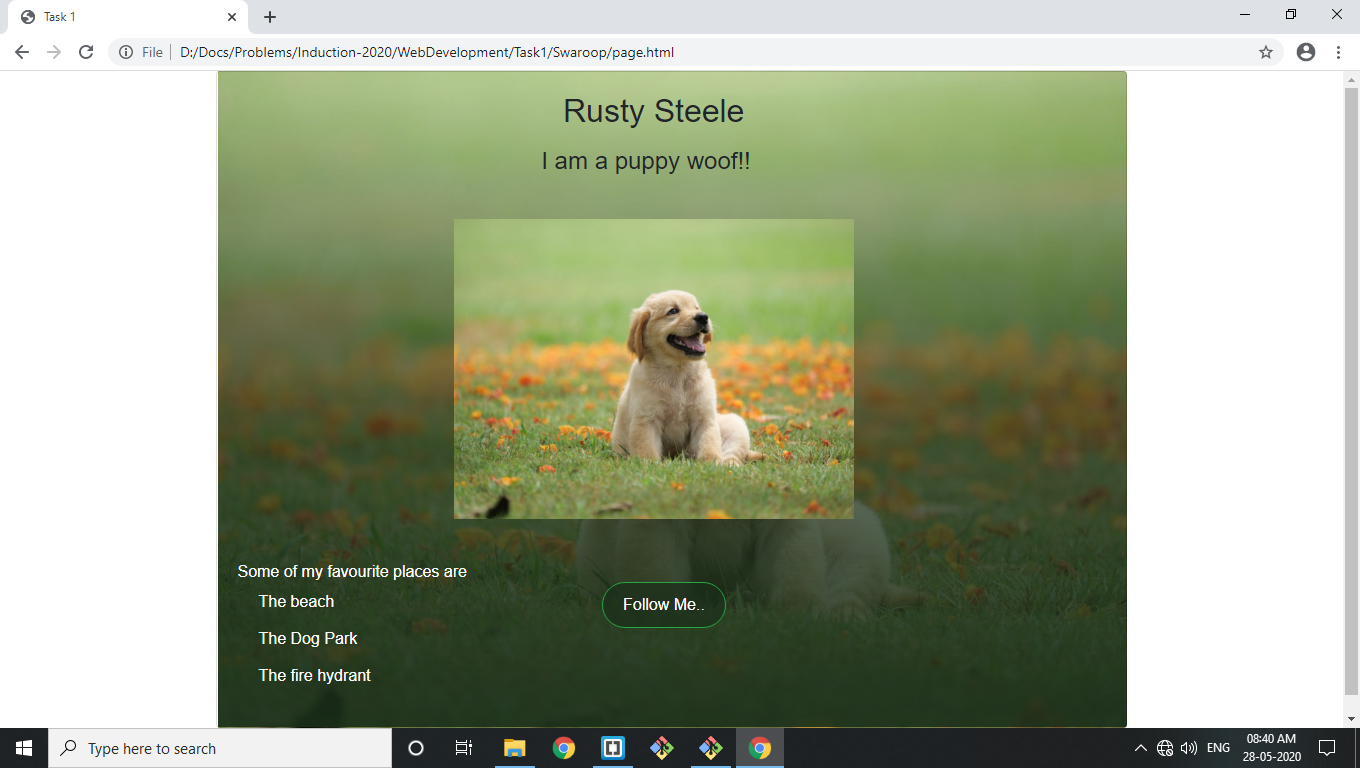 Task 1
File
D:/Docs/Problems/Induction-2020/WebDevelopment/Task1/Swaroop/page.html
Rusty Steele
I am a puppy woof!!
Some of my favourite places are
The beach
The Dog Park
The fire hydrant
Follow Me..
Type here to search
ENG
08:40 AM
28-05-2020